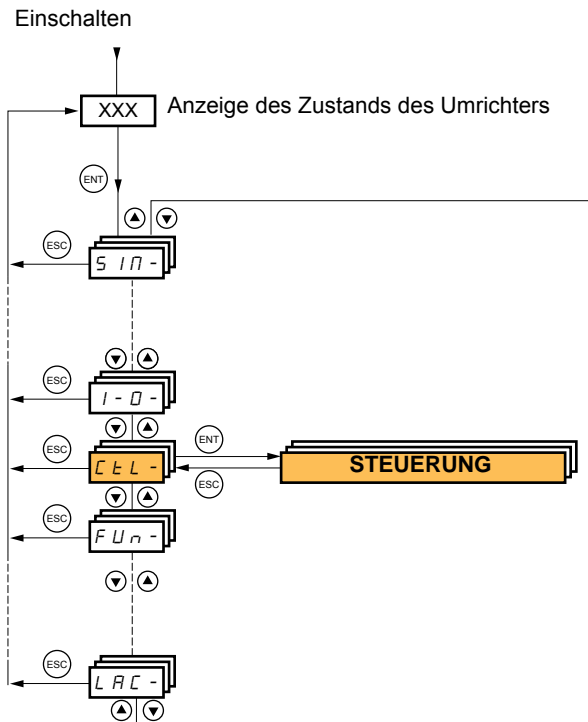 Einschalten
XXX Anzeige des Zustands des Umrichters
ENT
ESC
SIM-
ESC
I-O-
ESC
CtL-
ENT
ESC
STEUERUNG
ESC
FUn-
ESC
LAC-